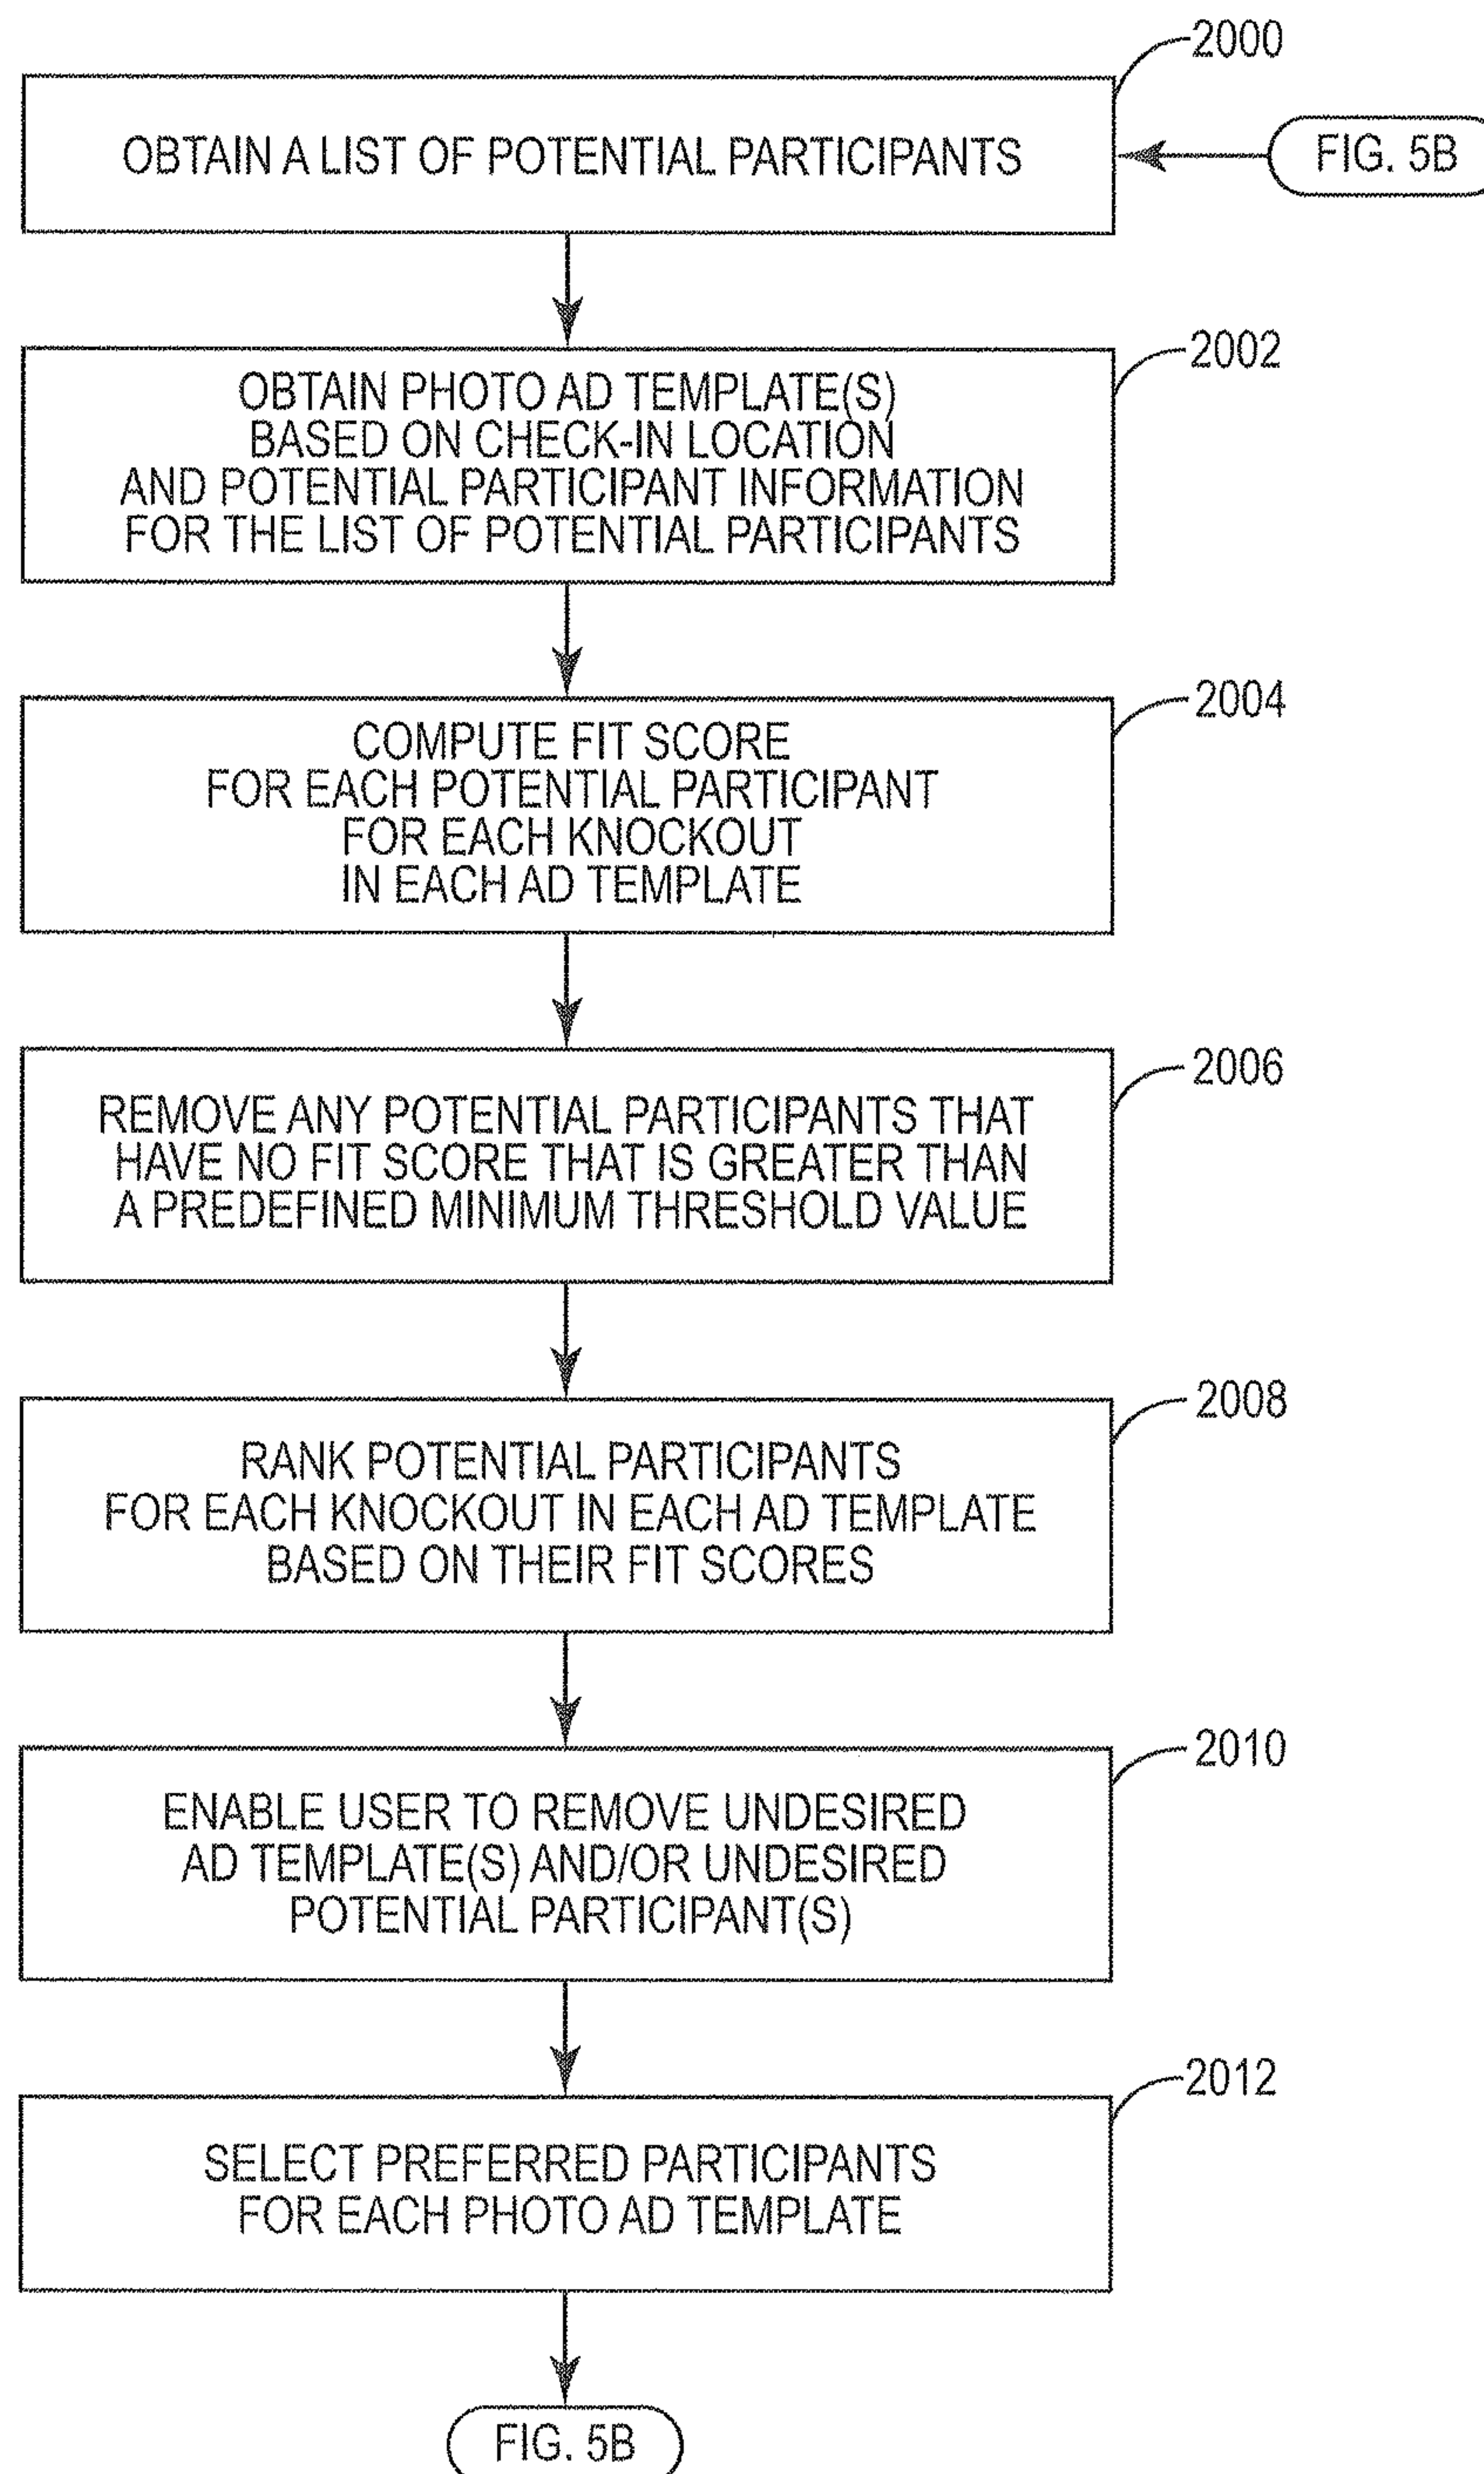 2000
OBTAIN A LIST OF POTENTIAL PARTICIPANTS
FIG. 5B
2002
OBTAIN PHOTO AD TEMPLATE(S)
BASED ON CHECK-IN LOCATION
AND POTENTIAL PARTICIPANT INFORMATION
FOR THE LIST OF POTENTIAL PARTICIPANTS
2004
COMPUTE FIT SCORE
FOR EACH POTENTIAL PARTICIPANT
FOR EACH KNOCKOUT
IN EACH AD TEMPLATE
2006
REMOVE ANY POTENTIAL PARTICIPANTS THAT
HAVE NO FIT SCORE THAT IS GREATER THAN
A PREDEFINED MINIMUM THRESHOLD VALUE
2008
RANK POTENTIAL PARTICIPANTS
FOR EACH KNOCKOUT IN EACH AD TEMPLATE
BASED ON THEIR FIT SCORES
2010
ENABLE USER TO REMOVE UNDESIRED
AD TEMPLATE(S) AND/OR UNDESIRED
POTENTIAL PARTICIPANT(S)
2012
SELECT PREFERRED PARTICIPANTS
FOR EACH PHOTO AD TEMPLATE
FIG. 5B